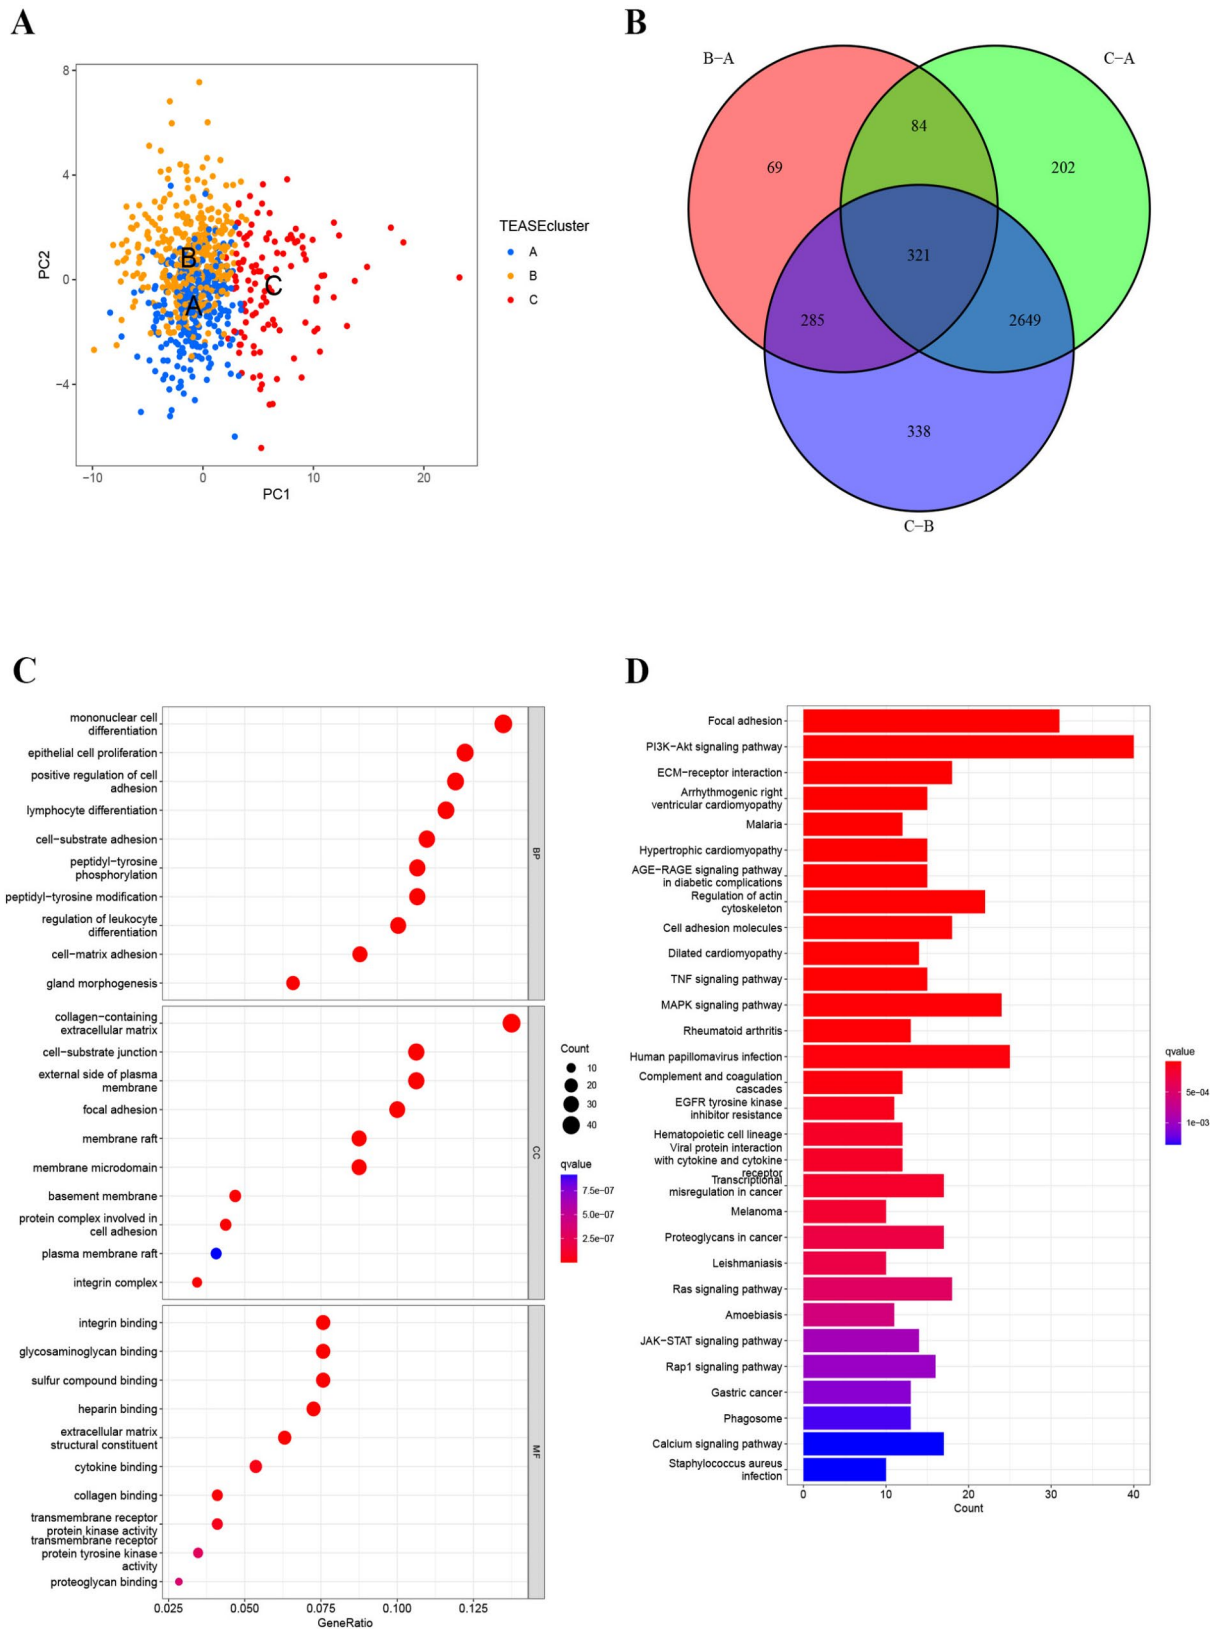 A
8
4
0
−4
PC2
B
A
C
−10
0
10
20
PC1
TEASEcluster
A
B
C
B
B−A
C−A
84
69
202
321
285
2649
338
C−B
C
mononuclear cell
differentiation
epithelial cell proliferation
positive regulation of cell
adhesion
lymphocyte differentiation
cell−substrate adhesion
peptidyl−tyrosine
phosphorylation
peptidyl−tyrosine modification
regulation of leukocyte
differentiation
cell−matrix adhesion
gland morphogenesis
BP
collagen−containing
extracellular matrix
cell−substrate junction
external side of plasma
membrane
focal adhesion
membrane raft
membrane microdomain
basement membrane
protein complex involved in
cell adhesion
plasma membrane raft
integrin complex
CC
integrin binding
glycosaminoglycan binding
sulfur compound binding
heparin binding
extracellular matrix
structural constituent
cytokine binding
collagen binding
transmembrane receptor
protein kinase activity
transmembrane receptor
protein tyrosine kinase
activity
proteoglycan binding
MF
0.025
0.050
0.075
0.100
0.125
GeneRatio
Count
10
20
30
40
qvalue
7.5e−07
5.0e−07
2.5e−07
D
Focal adhesion
PI3K−Akt signaling pathway
ECM−receptor interaction
Arrhythmogenic right
ventricular cardiomyopathy
Malaria
Hypertrophic cardiomyopathy
AGE−RAGE signaling pathway
in diabetic complications
Regulation of actin
cytoskeleton
Cell adhesion molecules
Dilated cardiomyopathy
TNF signaling pathway
MAPK signaling pathway
Rheumatoid arthritis
Human papillomavirus infection
Complement and coagulation
cascades
EGFR tyrosine kinase
inhibitor resistance
Hematopoietic cell lineage
Viral protein interaction
with cytokine and cytokine
receptor
Transcriptional
misregulation in cancer
Melanoma
Proteoglycans in cancer
Leishmaniasis
Ras signaling pathway
Amoebiasis
JAK−STAT signaling pathway
Rap1 signaling pathway
Gastric cancer
Phagosome
Calcium signaling pathway
Staphylococcus aureus
infection
0
10
20
30
40
Count
qvalue
5e−04
1e−03